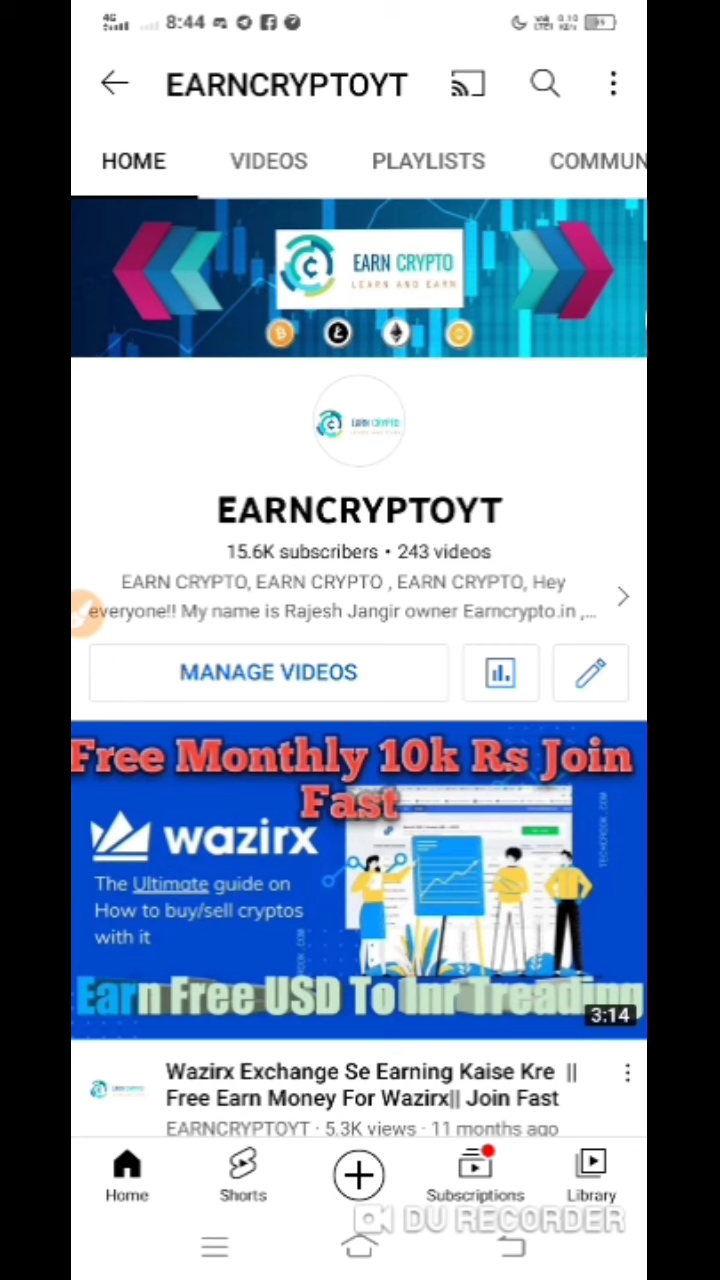 4G
8:44
EARNCRYPTOYT
HOME VIDEOS PLAYLISTS COMMUN
EARN CRYPTO
LEARN AND EARN
EARN CRYPTO
EARNCRYPTOYT
15.6K subscribers • 243 videos
EARN CRYPTO, EARN CRYPTO , EARN CRYPTO, Hey
everyone!! My name is Rajesh Jangir owner Earncrypto.in ,...
MANAGE VIDEOS
Free Monthly 10k Rs Join
Fast
wazirx
The Ultimate guide on
How to buy/sell cryptos
with it
Earn Free USD To Inr Treading
3:14
Wazirx Exchange Se Earning Kaise Kre ||
Free Earn Money For Wazirx|| Join Fast
EARNCRYPTOYT · 5.3K views · 11 months ago
Home Shorts Subscriptions Library
DU RECORDER